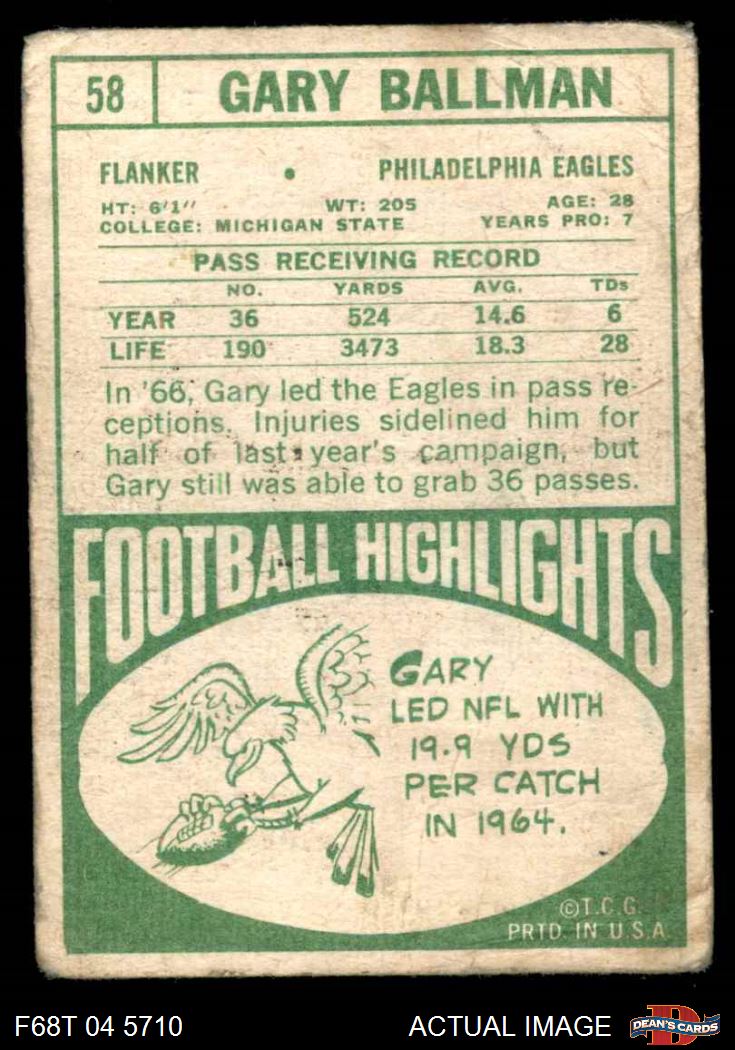 58 GARY BALLMAN
FLANKER • PHILADELPHIA EAGLES
HT: 6'1" WT: 205 AGE: 28
COLLEGE: MICHIGAN STATE YEARS PRO: 7
PASS RECEIVING RECORD
NO. YARDS AVG. TDs
YEAR 36 524 14.6 6
LIFE 190 3473 18.3 28
In '66, Gary led the Eagles in pass re-
ceptions. Injuries sidelined him for
half of last year's campaign, but
Gary still was able to grab 36 passes.
FOOTBALL HIGHLIGHTS
GARY
LED NFL WITH
19.9 YDS
PER CATCH
IN 1964.
©T.C.G.
PRTD. IN U.S.A.
F68T 04 5710 ACTUAL IMAGE D DEAN'S CARDS